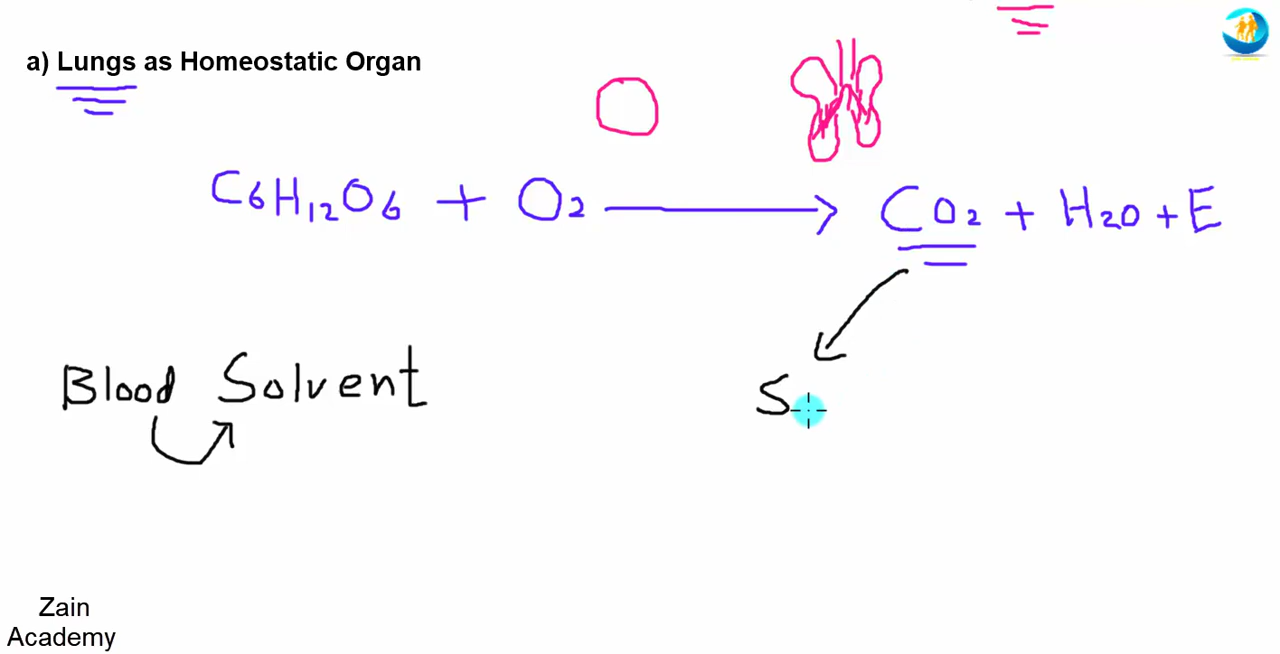 a) Lungs as Homeostatic Organ
C6H12O6 + O2 → CO2 + H2O + E
Blood Solvent
S
Zain
Academy